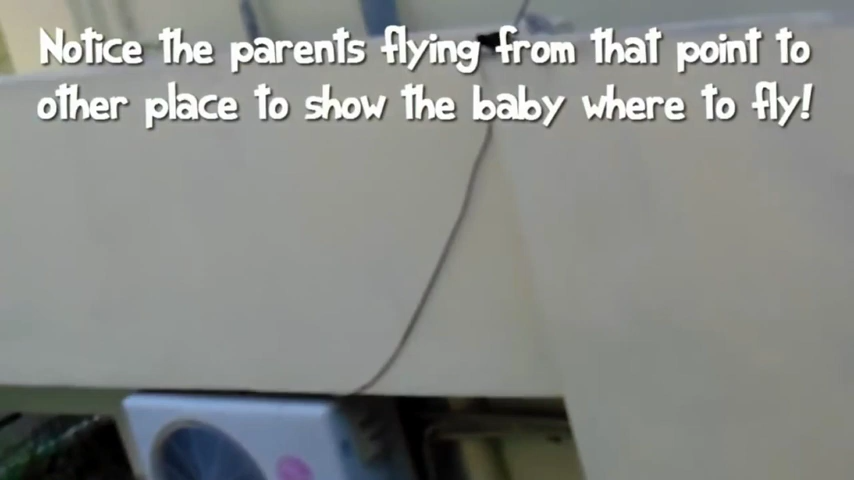 Notice the parents flying from that point to
other place to show the baby where to fly!